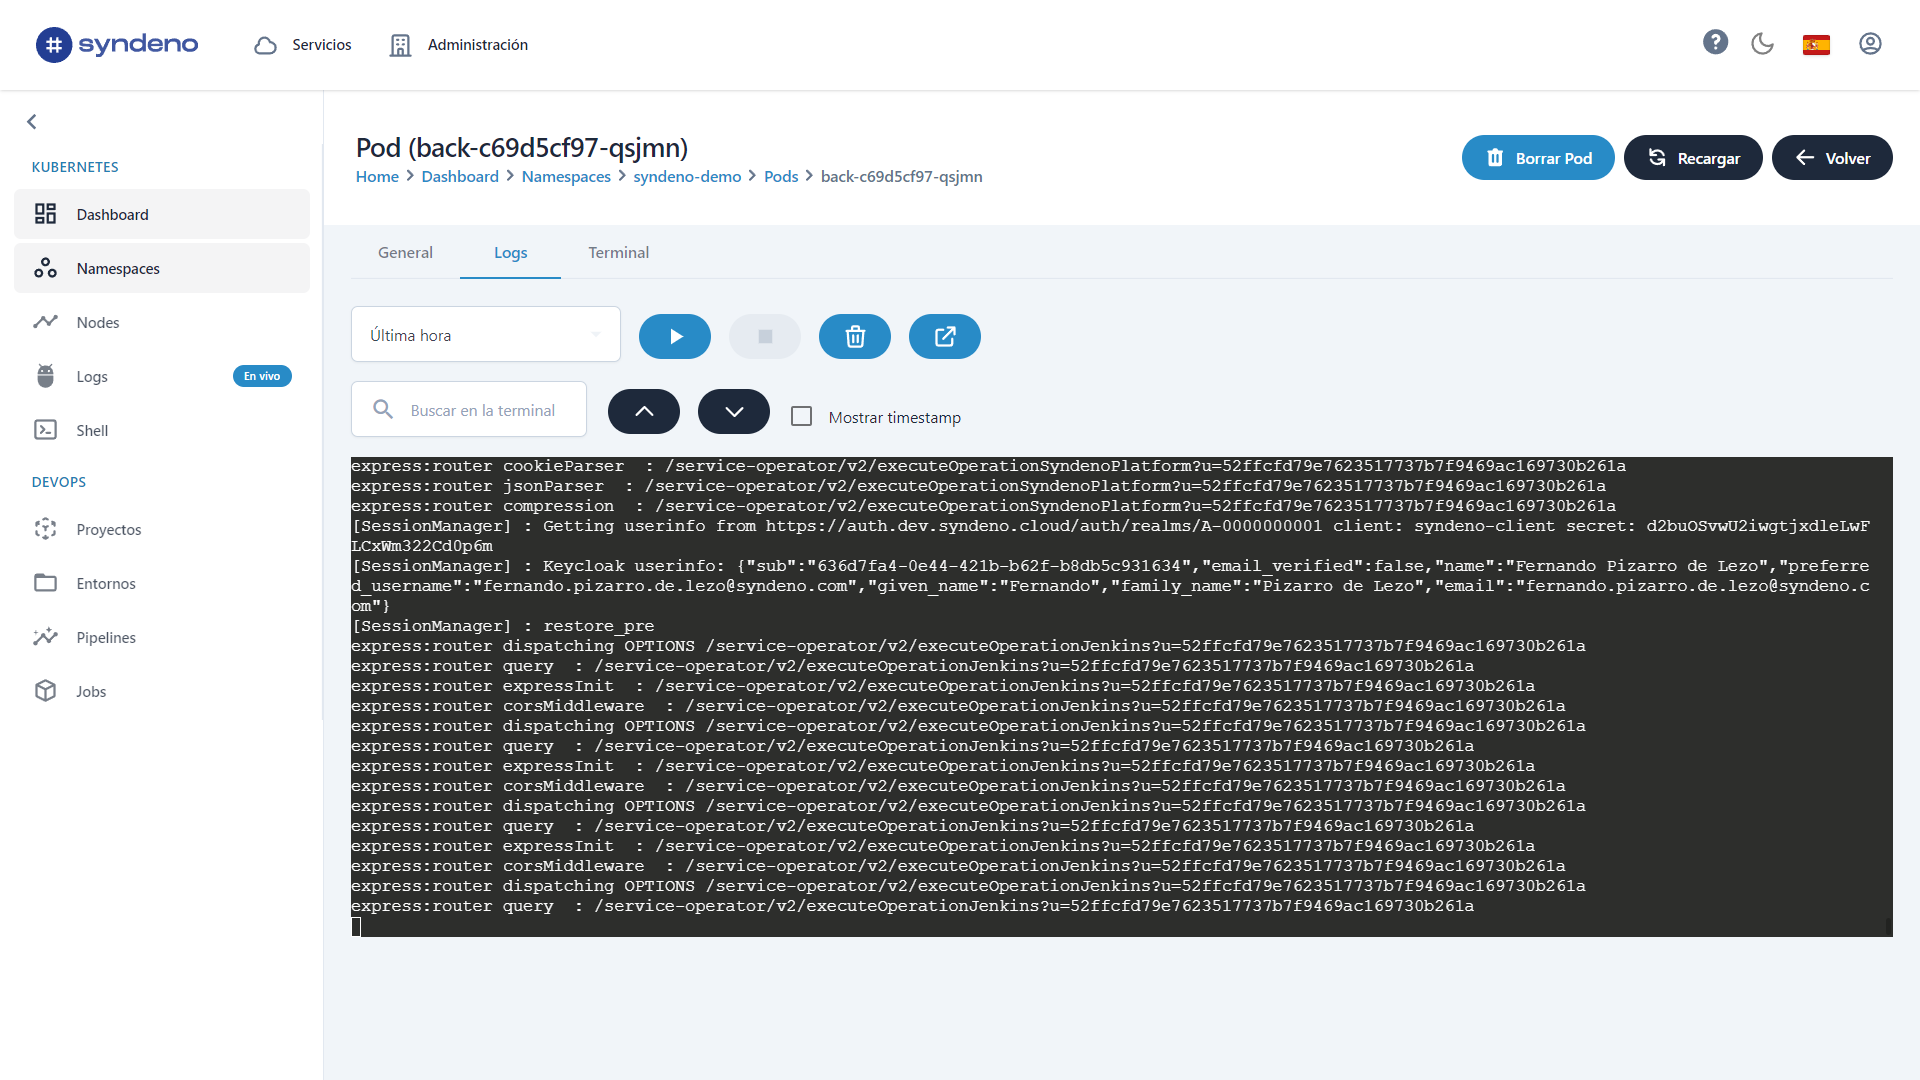 # syndeno
Servicios
Administración
KUBERNETES
Dashboard
Namespaces
Nodes
Logs
En vivo
Shell
DEVOPS
Proyectos
Entornos
Pipelines
Jobs
Pod (back-c69d5cf97-qsjmn)
Home > Dashboard > Namespaces > syndeno-demo > Pods > back-c69d5cf97-qsjmn
Borrar Pod
Recargar
Volver
General
Logs
Terminal
Última hora
Buscar en la terminal
Mostrar timestamp
express:router cookieParser  : /service-operator/v2/executeOperationSyndenoPlatform?u=52ffcfd79e7623517737b7f9469ac169730b261a
express:router jsonParser  : /service-operator/v2/executeOperationSyndenoPlatform?u=52ffcfd79e7623517737b7f9469ac169730b261a
express:router compression  : /service-operator/v2/executeOperationSyndenoPlatform?u=52ffcfd79e7623517737b7f9469ac169730b261a
[SessionManager] : Getting userinfo from https://auth.dev.syndeno.cloud/auth/realms/A-0000000001 client: syndeno-client secret: d2buOSvwU2iwgtjxdleLwF
LCxWm322Cd0p6m
[SessionManager] : Keycloak userinfo: {"sub":"636d7fa4-0e44-421b-b62f-b8db5c931634","email_verified":false,"name":"Fernando Pizarro de Lezo","preferre
d_username":"fernando.pizarro.de.lezo@syndeno.com","given_name":"Fernando","family_name":"Pizarro de Lezo","email":"fernando.pizarro.de.lezo@syndeno.c
om"}
[SessionManager] : restore_pre
express:router dispatching OPTIONS /service-operator/v2/executeOperationJenkins?u=52ffcfd79e7623517737b7f9469ac169730b261a
express:router query  : /service-operator/v2/executeOperationJenkins?u=52ffcfd79e7623517737b7f9469ac169730b261a
express:router expressInit  : /service-operator/v2/executeOperationJenkins?u=52ffcfd79e7623517737b7f9469ac169730b261a
express:router corsMiddleware  : /service-operator/v2/executeOperationJenkins?u=52ffcfd79e7623517737b7f9469ac169730b261a
express:router dispatching OPTIONS /service-operator/v2/executeOperationJenkins?u=52ffcfd79e7623517737b7f9469ac169730b261a
express:router query  : /service-operator/v2/executeOperationJenkins?u=52ffcfd79e7623517737b7f9469ac169730b261a
express:router expressInit  : /service-operator/v2/executeOperationJenkins?u=52ffcfd79e7623517737b7f9469ac169730b261a
express:router corsMiddleware  : /service-operator/v2/executeOperationJenkins?u=52ffcfd79e7623517737b7f9469ac169730b261a
express:router dispatching OPTIONS /service-operator/v2/executeOperationJenkins?u=52ffcfd79e7623517737b7f9469ac169730b261a
express:router query  : /service-operator/v2/executeOperationJenkins?u=52ffcfd79e7623517737b7f9469ac169730b261a
express:router expressInit  : /service-operator/v2/executeOperationJenkins?u=52ffcfd79e7623517737b7f9469ac169730b261a
express:router corsMiddleware  : /service-operator/v2/executeOperationJenkins?u=52ffcfd79e7623517737b7f9469ac169730b261a
express:router dispatching OPTIONS /service-operator/v2/executeOperationJenkins?u=52ffcfd79e7623517737b7f9469ac169730b261a
express:router query  : /service-operator/v2/executeOperationJenkins?u=52ffcfd79e7623517737b7f9469ac169730b261a